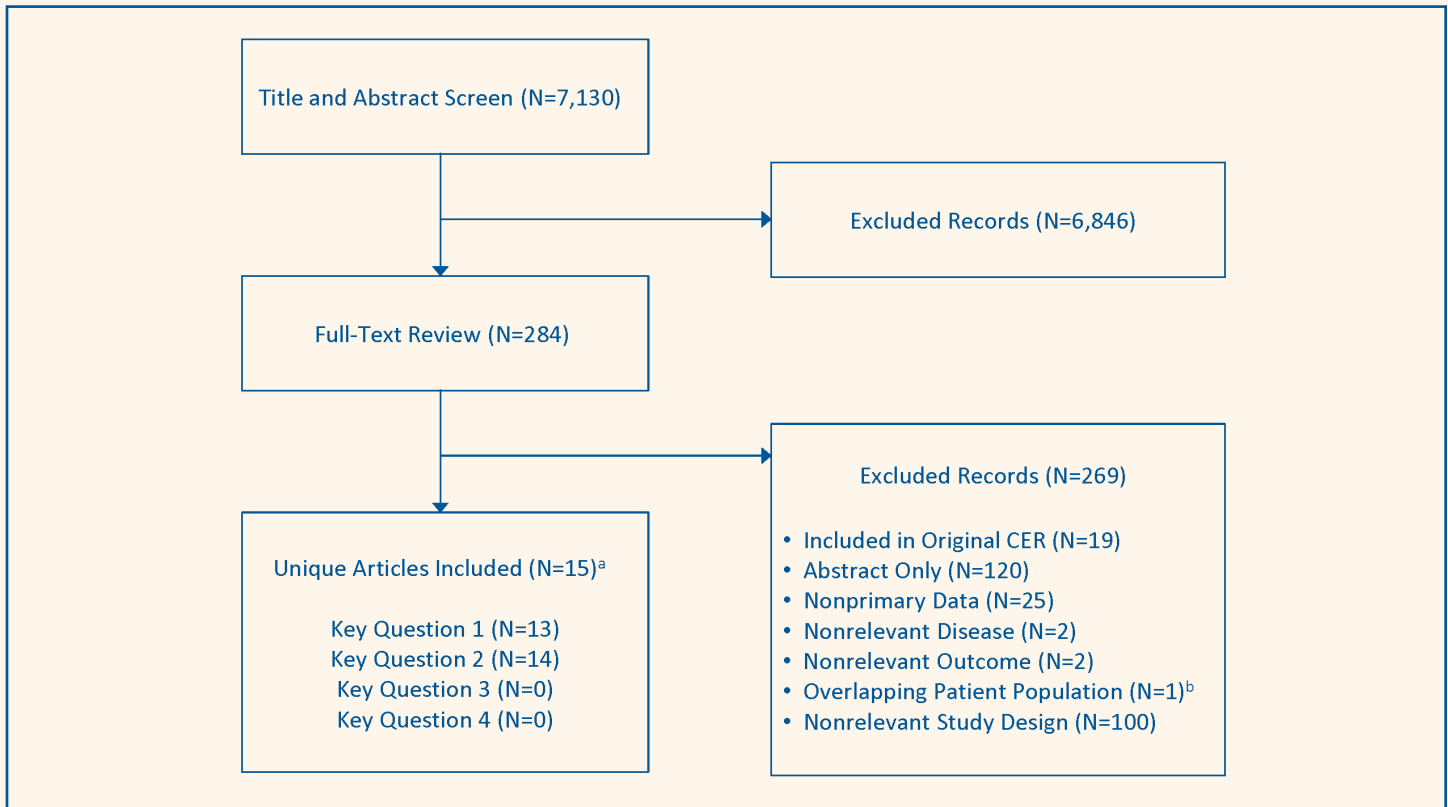 Title and Abstract Screen (N=7,130)
Excluded Records (N=6,846)
Full-Text Review (N=284)
Excluded Records (N=269)
• Included in Original CER (N=19)
• Abstract Only (N=120)
• Nonprimary Data (N=25)
• Nonrelevant Disease (N=2)
• Nonrelevant Outcome (N=2)
• Overlapping Patient Population (N=1)ᵇ
• Nonrelevant Study Design (N=100)
Unique Articles Included (N=15)ᵃ
Key Question 1 (N=13)
Key Question 2 (N=14)
Key Question 3 (N=0)
Key Question 4 (N=0)